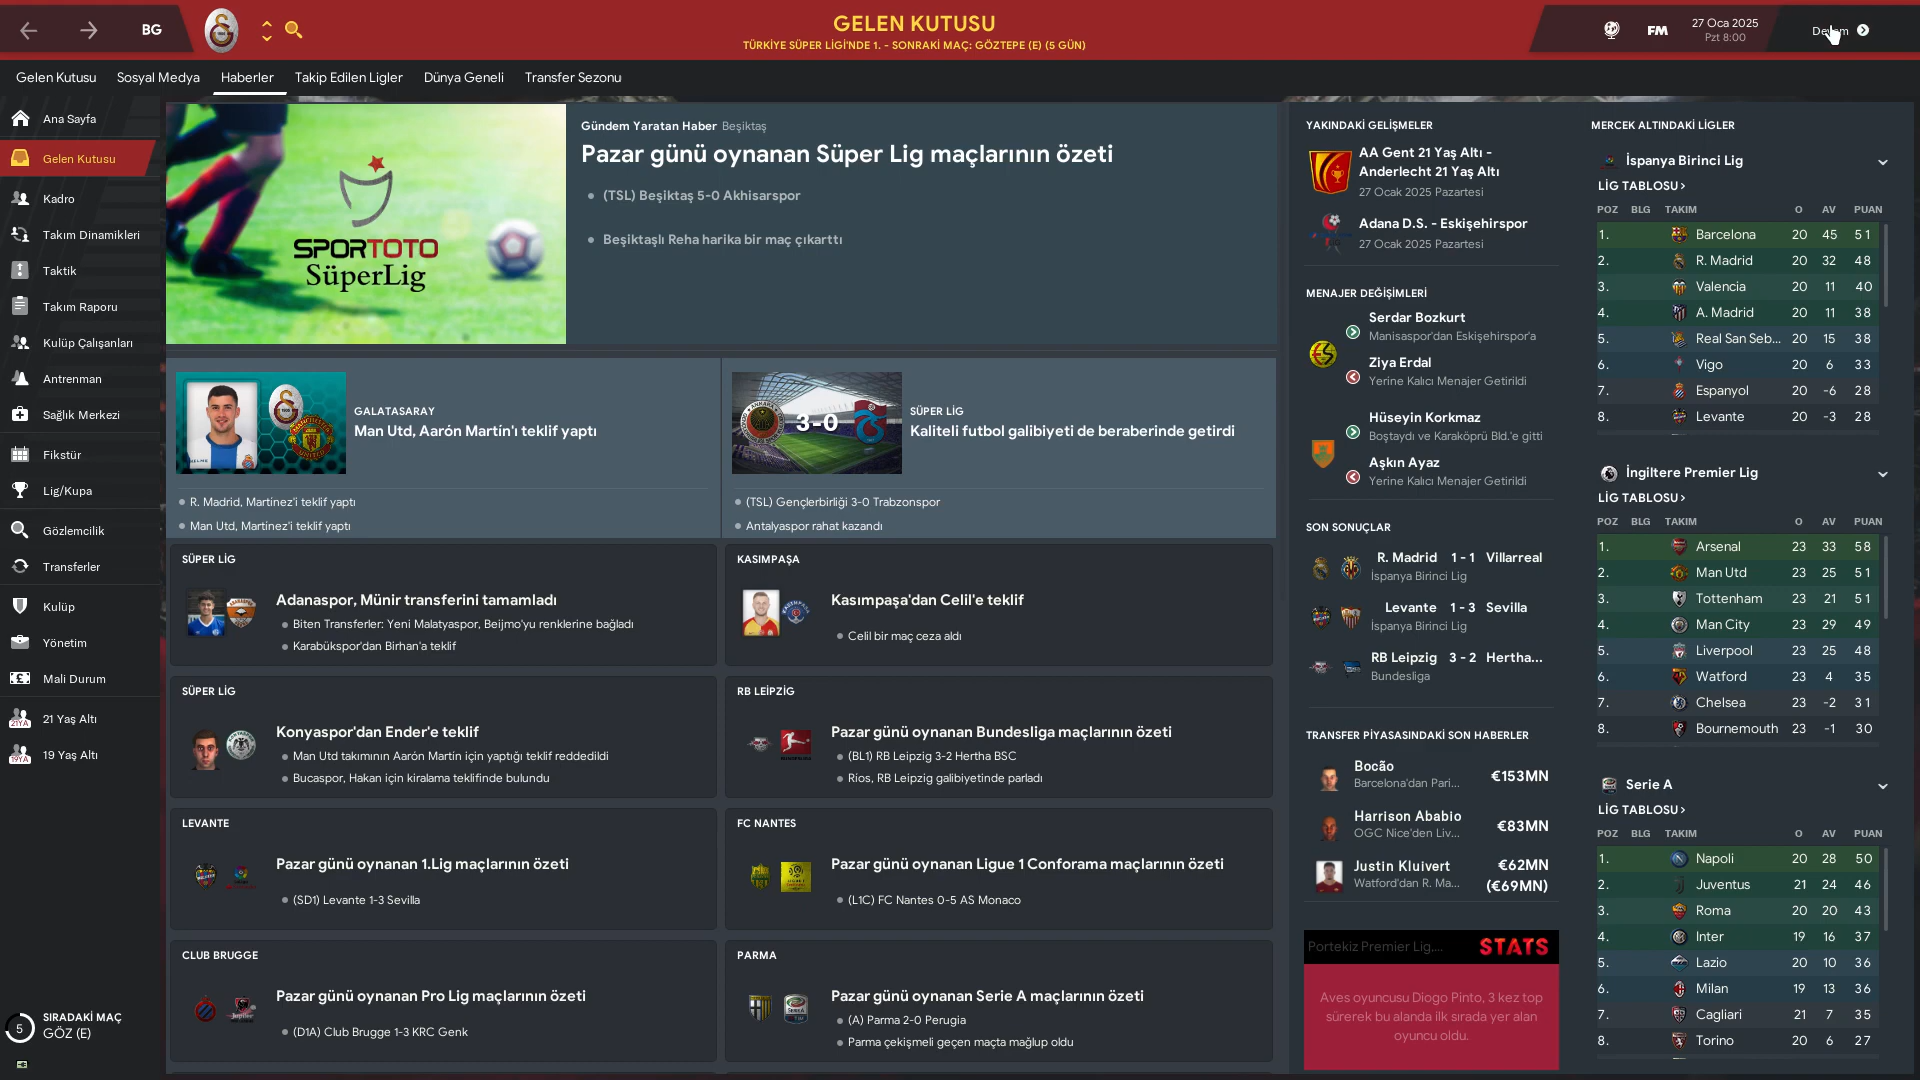 BG
GELEN KUTUSU
TÜRKİYE SÜPER LİGİ'NDE 1. - SONRAKİ MAÇ: GÖZTEPE (E) (5 GÜN)
FM
27 Oca 2025
Pzt 8:00
Gelen Kutusu
Sosyal Medya
Haberler
Takip Edilen Ligler
Dünya Geneli
Transfer Sezonu
Ana Sayfa
Gelen Kutusu
Kadro
Takım Dinamikleri
Taktik
Takım Raporu
Kulüp Çalışanları
Antrenman
Sağlık Merkezi
Fikstür
Lig/Kupa
Gözlemcilik
Transferler
Kulüp
Yönetim
Mali Durum
21 Yaş Altı
19 Yaş Altı
5
SIRADAKİ MAÇ
GÖZ (E)
SPORTOTO
SüperLig
Gündem Yaratan Haber Beşiktaş
Pazar günü oynanan Süper Lig maçlarının özeti
(TSL) Beşiktaş 5-0 Akhisarspor
Beşiktaşlı Reha harika bir maç çıkarttı
GALATASARAY
Man Utd, Aarón Martín'ı teklif yaptı
R. Madrid, Martínez'i teklif yaptı
Man Utd, Martínez'i teklif yaptı
3-0
SÜPER LİG
Kaliteli futbol galibiyeti de beraberinde getirdi
(TSL) Gençlerbirliği 3-0 Trabzonspor
Antalyaspor rahat kazandı
SÜPER LİG
Adanaspor, Münir transferini tamamladı
Biten Transferler: Yeni Malatyaspor, Beijmo'yu renklerine bağladı
Karabükspor'dan Birhan'a teklif
KASIMPAŞA
Kasımpaşa'dan Celil'e teklif
Celil bir maç ceza aldı
SÜPER LİG
Konyaspor'dan Ender'e teklif
Man Utd takımının Aarón Martín için yaptığı teklif reddedildi
Bucaspor, Hakan için kiralama teklifinde bulundu
RB LEİPZİG
Pazar günü oynanan Bundesliga maçlarının özeti
(BL1) RB Leipzig 3-2 Hertha BSC
Ríos, RB Leipzig galibiyetinde parladı
LEVANTE
Pazar günü oynanan 1.Lig maçlarının özeti
(SD1) Levante 1-3 Sevilla
FC NANTES
Pazar günü oynanan Ligue 1 Conforama maçlarının özeti
(L1C) FC Nantes 0-5 AS Monaco
CLUB BRUGGE
Pazar günü oynanan Pro Lig maçlarının özeti
(D1A) Club Brugge 1-3 KRC Genk
PARMA
Pazar günü oynanan Serie A maçlarının özeti
(A) Parma 2-0 Perugia
Parma çekişmeli geçen maçta mağlup oldu
YAKINDAKİ GELİŞMELER
AA Gent 21 Yaş Altı -
Anderlecht 21 Yaş Altı
27 Ocak 2025 Pazartesi
Adana D.S. - Eskişehirspor
27 Ocak 2025 Pazartesi
MENAJER DEĞİŞİMLERİ
Serdar Bozkurt
Manisaspor'dan Eskişehirspor'a
Ziya Erdal
Yerine Kalıcı Menajer Getirildi
Hüseyin Korkmaz
Boştaydı ve Karaköprü Bld.'e gitti
Aşkın Ayaz
Yerine Kalıcı Menajer Getirildi
SON SONUÇLAR
R. Madrid 1 - 1 Villarreal
İspanya Birinci Lig
Levante 1 - 3 Sevilla
İspanya Birinci Lig
RB Leipzig 3 - 2 Hertha...
Bundesliga
TRANSFER PİYASASINDAKİ SON HABERLER
Bocão €153MN
Barcelona'dan Pari...
Harrison Ababio €83MN
OGC Nice'den Liv...
Justin Kluivert €62MN
Watford'dan R. Ma... (€69MN)
Portekiz Premier Lig.... STATS
Aves oyuncusu Diogo Pinto, 3 kez top
sürerek bu alanda ilk sırada yer alan
oyuncu oldu.
MERCEK ALTINDAKİ LİGLER
İspanya Birinci Lig
LİG TABLOSU>
POZ BLG TAKIM O AV PUAN
1. Barcelona 20 45 51
2. R. Madrid 20 32 48
3. Valencia 20 11 40
4. A. Madrid 20 11 38
5. Real San Seb... 20 15 38
6. Vigo 20 6 33
7. Espanyol 20 -6 28
8. Levante 20 -3 28
İngiltere Premier Lig
LİG TABLOSU>
POZ BLG TAKIM O AV PUAN
1. Arsenal 23 33 58
2. Man Utd 23 25 51
3. Tottenham 23 21 51
4. Man City 23 29 49
5. Liverpool 23 25 48
6. Watford 23 4 35
7. Chelsea 23 -2 31
8. Bournemouth 23 -1 30
Serie A
LİG TABLOSU>
POZ BLG TAKIM O AV PUAN
1. Napoli 20 28 50
2. Juventus 21 24 46
3. Roma 20 20 43
4. Inter 19 16 37
5. Lazio 20 10 36
6. Milan 19 13 36
7. Cagliari 21 7 35
8. Torino 20 6 27